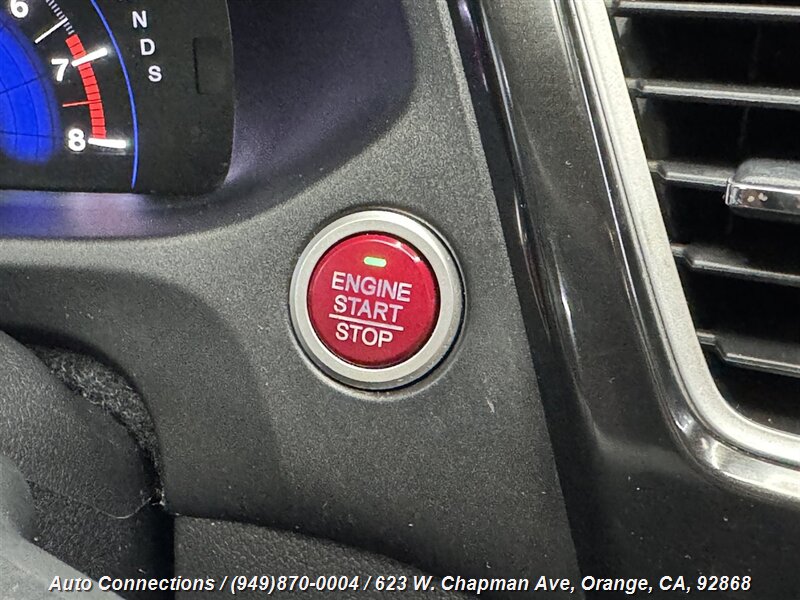 6
7
8
N
D
S
ENGINE
START
STOP
Auto Connections / (949)870-0004 / 623 W. Chapman Ave, Orange, CA, 92868